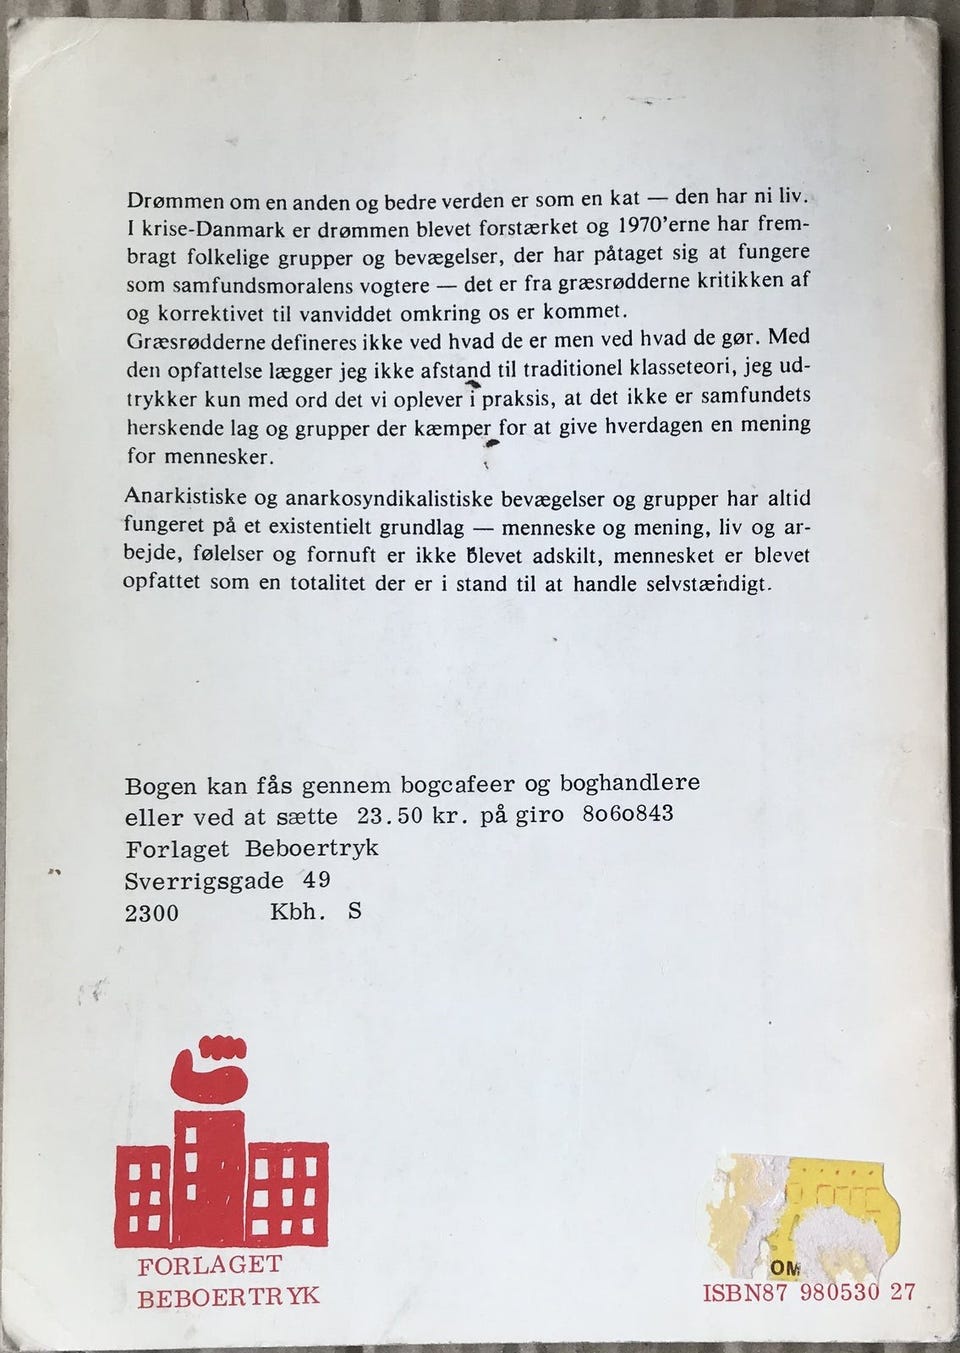 Drømmen om en anden og bedre verden er som en kat — den har ni liv.
I krise-Danmark er drømmen blevet forstærket og 1970'erne har frem-
bragt folkelige grupper og bevægelser, der har påtaget sig at fungere
som samfundsmoralens vogtere — det er fra græsrødderne kritikken af
og korrektivet til vanviddet omkring os er kommet.
Græsrødderne defineres ikke ved hvad de er men ved hvad de gør. Med
den opfattelse lægger jeg ikke afstand til traditionel klasseteori, jeg ud-
trykker kun med ord det vi oplever i praksis, at det ikke er samfundets
herskende lag og grupper der kæmper for at give hverdagen en mening
for mennesker.
Anarkistiske og anarkosyndikalistiske bevægelser og grupper har altid
fungeret på et existentielt grundlag — menneske og mening, liv og ar-
bejde, følelser og fornuft er ikke blevet adskilt, mennesket er blevet
opfattet som en totalitet der er i stand til at handle selvstændigt.
Bogen kan fås gennem bogcafeer og boghandlere
eller ved at sætte 23.50 kr. på giro 8o6o843
Forlaget Beboertryk
Sverrigsgade 49
2300 Kbh. S
FORLAGET
BEBOERTRYK
OM
ISBN87 980530 27